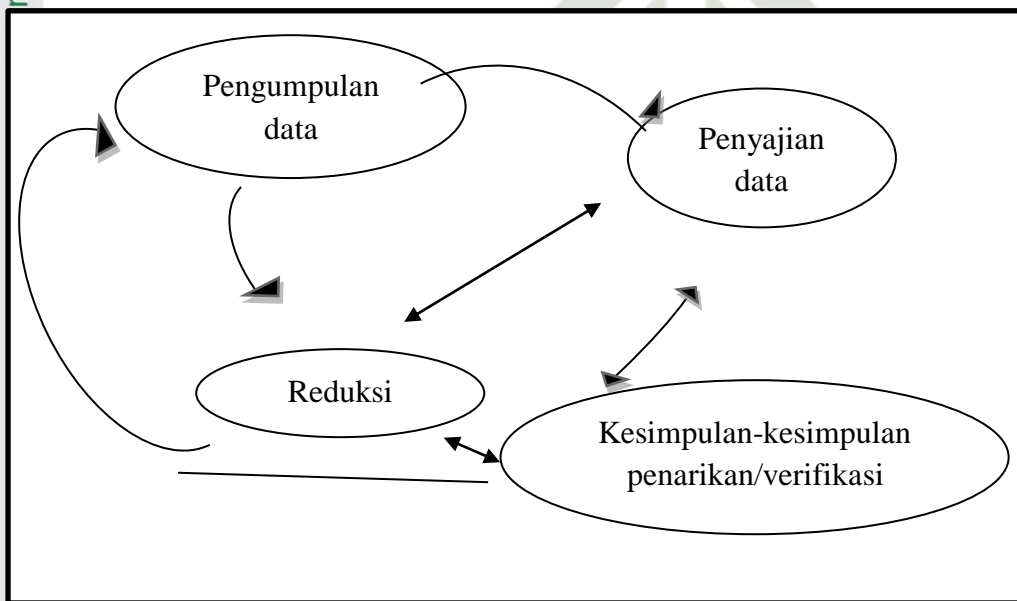 Pengumpulan
data
Penyajian
data
Reduksi
Kesimpulan-kesimpulan
penarikan/verifikasi